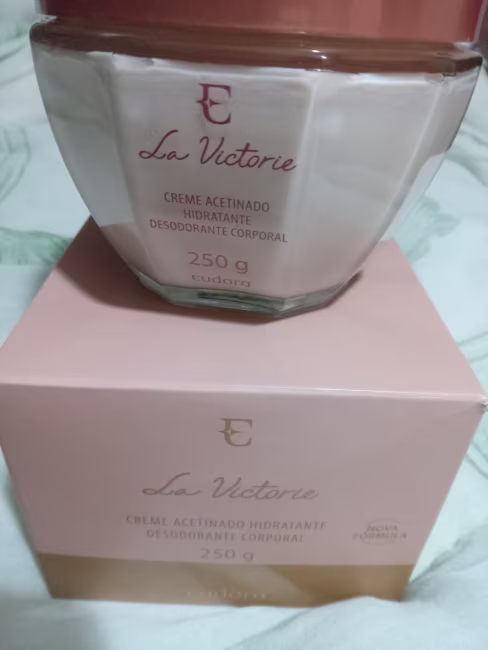 E
La Victorie
CREME ACETINADO
HIDRATANTE
DESODORANTE CORPORAL
250 g
eudora
E
La Victorie
CREME ACETINADO HIDRATANTE
DESODORANTE CORPORAL
250 g
NOVA
FÓRMULA
eudora